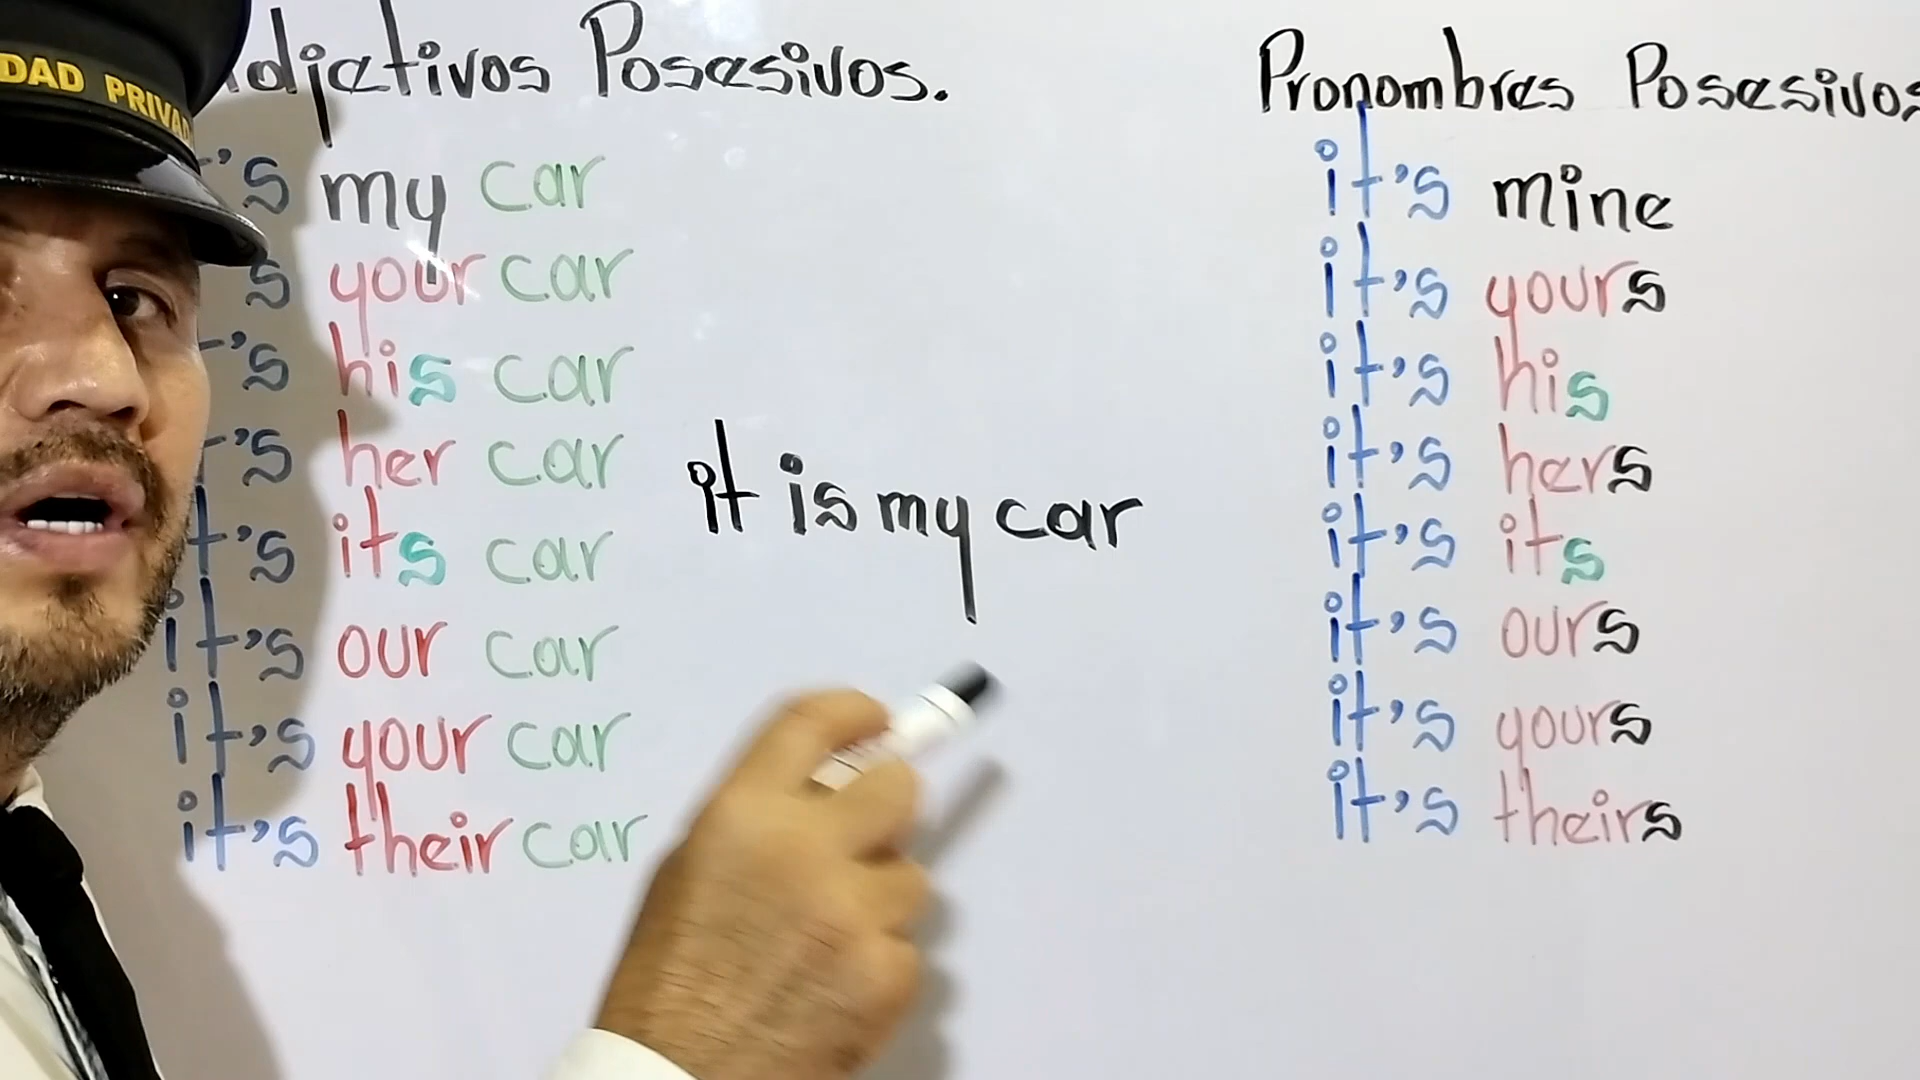 DAD PRIVAD
djetivos Posesivos.
's my car
s your car
's his car
's her car
t's its car
it's our car
it's your car
it's their car
it is my car
Pronombres Posesivos
it's mine
it's yours
it's his
it's hers
it's its
it's ours
it's yours
it's theirs